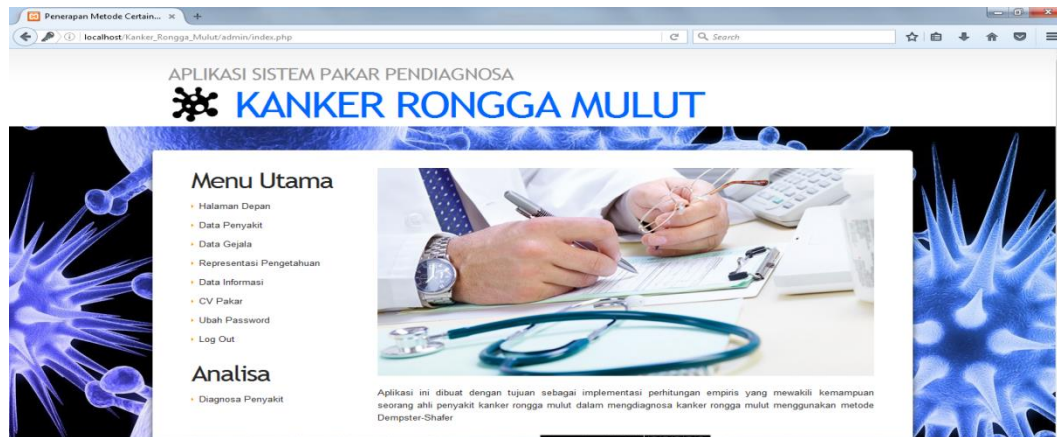 Penerapan Metode Certain...
localhost/Kanker_Rongga_Mulut/admin/index.php
Search
APLIKASI SISTEM PAKAR PENDIAGNOSA
KANKER RONGGA MULUT
Menu Utama
Halaman Depan
Data Penyakit
Data Gejala
Representasi Pengetahuan
Data Informasi
CV Pakar
Ubah Password
Log Out
Analisa
Diagnosa Penyakit
Aplikasi ini dibuat dengan tujuan sebagai implementasi perhitungan empiris yang mewakili kemampuan
seorang ahli penyakit kanker rongga mulut dalam mengdiagnosa kanker rongga mulut menggunakan metode
Dempster-Shafer